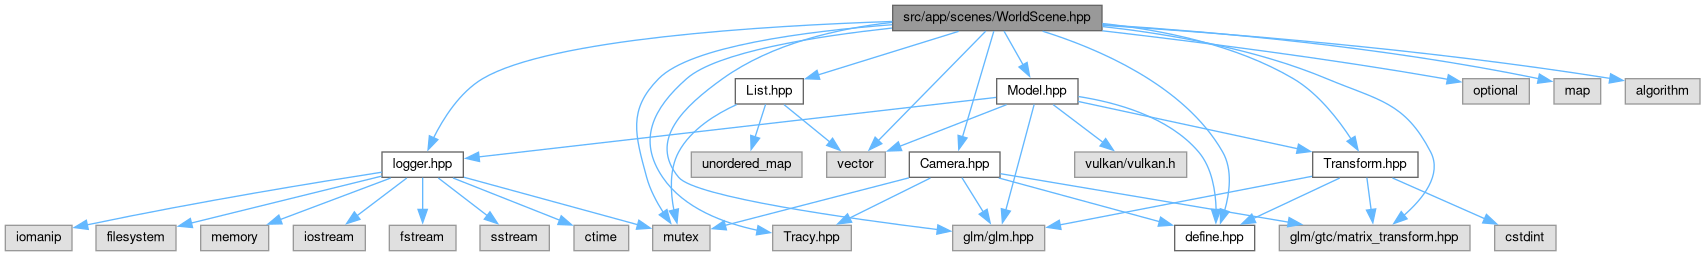 src/app/scenes/WorldScene.hpp
List.hpp
Model.hpp
optional
map
algorithm
logger.hpp
unordered_map
vector
Camera.hpp
vulkan/vulkan.h
Transform.hpp
iomanip
filesystem
memory
iostream
fstream
sstream
ctime
mutex
Tracy.hpp
glm/glm.hpp
define.hpp
glm/gtc/matrix_transform.hpp
cstdint